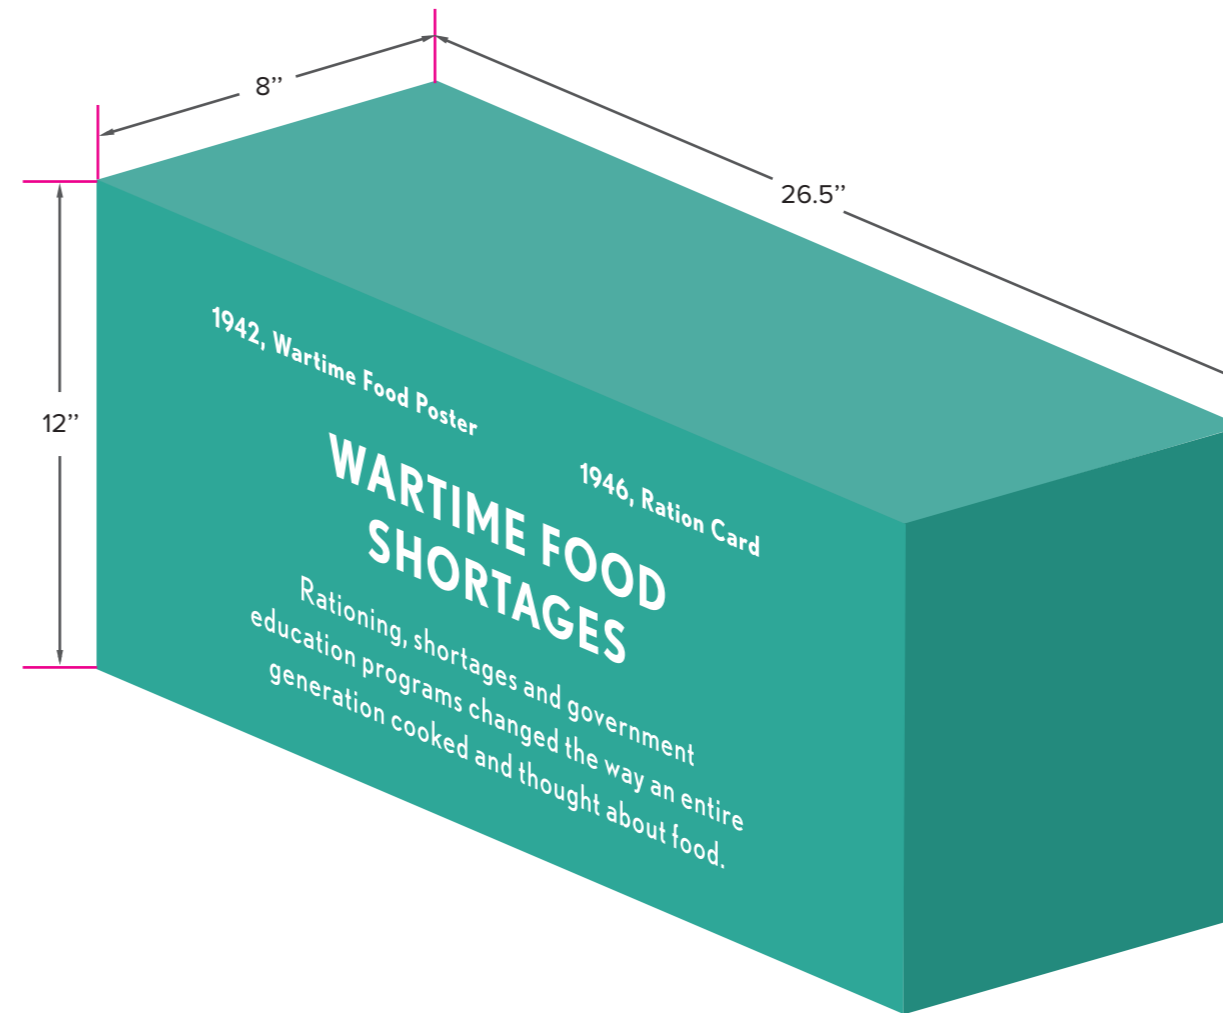 8”
26.5”
12”
1942, Wartime Food Poster
1946, Ration Card
WARTIME FOOD
SHORTAGES
Rationing, shortages and government
education programs changed the way an entire
generation cooked and thought about food.